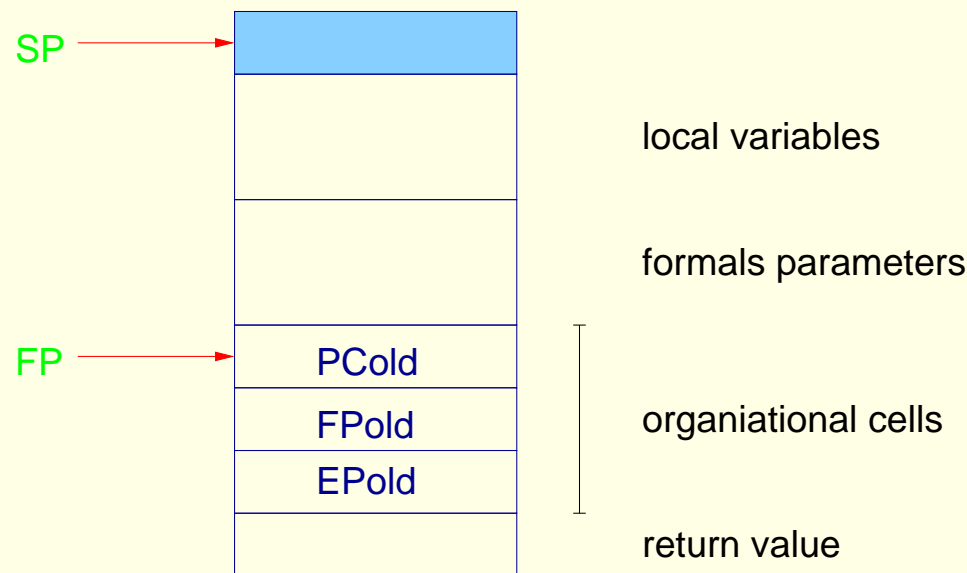 SP
local variables
formals parameters
FP
PCold
FPold
organiational cells
EPold
return value